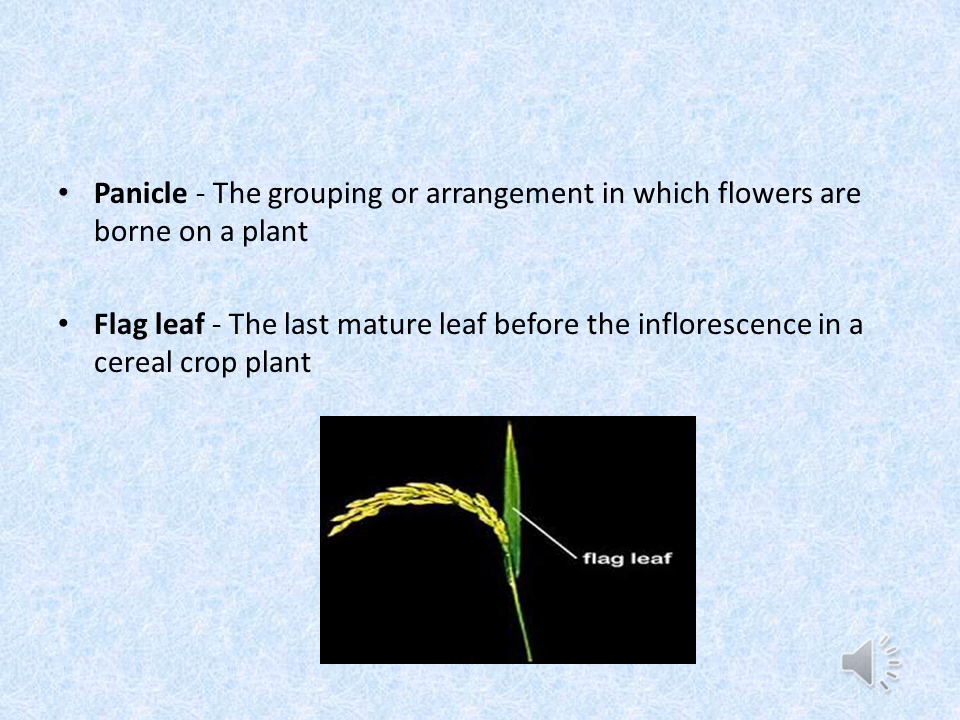 • Panicle - The grouping or arrangement in which flowers are
borne on a plant
• Flag leaf - The last mature leaf before the inflorescence in a
cereal crop plant
flag leaf